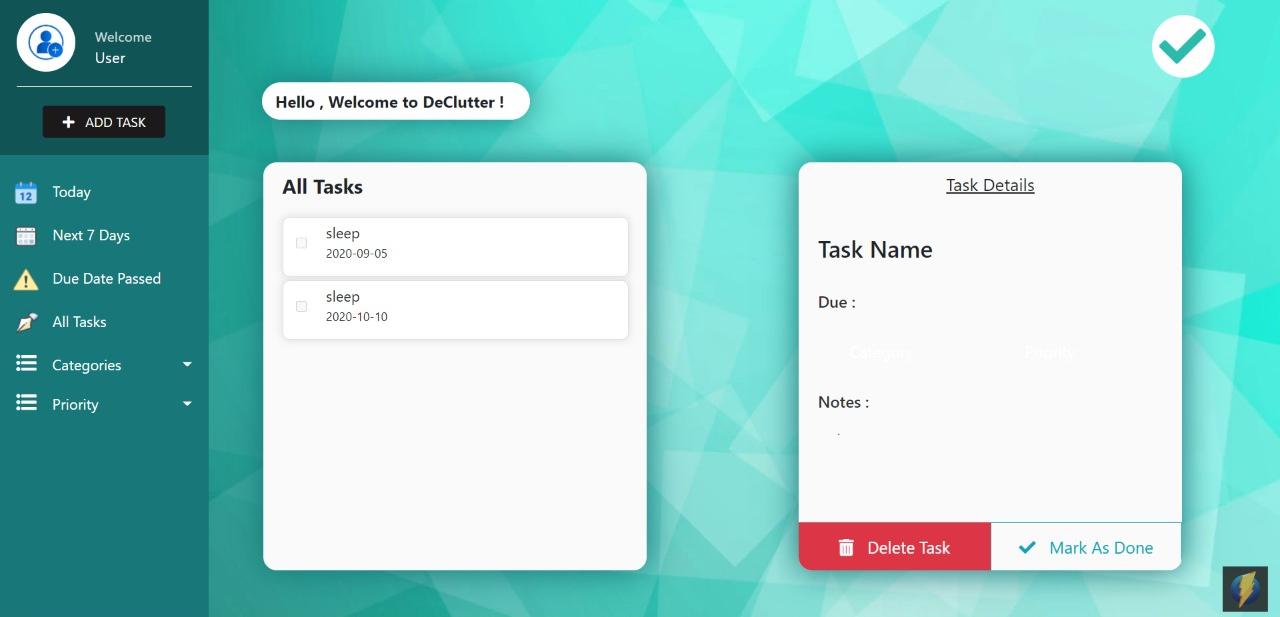 Welcome
User
ADD TASK
Today
12
Next 7 Days
Due Date Passed
All Tasks
Categories
Priority
Hello , Welcome to DeClutter !
All Tasks
sleep
2020-09-05
sleep
2020-10-10
Task Details
Task Name
Due :
Category Priority
Notes :
.
Delete Task
Mark As Done